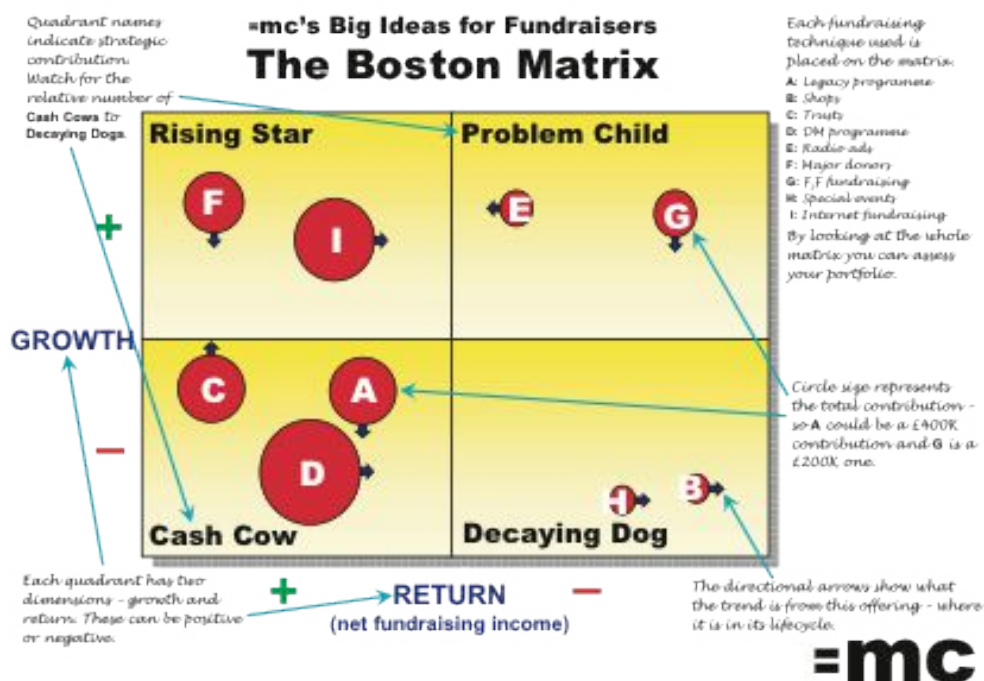 =mc's Big Ideas for Fundraisers
The Boston Matrix
Quadrant names
indicate strategic
contribution.
Watch for the
relative number of
Cash Cows to
Decaying Dogs.
Each fundraising
technique used is
placed on the matrix.
A: Legacy programme
B: Shops
C: Trusts
D: DM programme
E: Radio ads
F: Major donors
G: F2F fundraising
H: Special events
I: Internet fundraising
By looking at the whole
matrix you can assess
your portfolio.
Rising Star
Problem Child
F
I
E
G
+
GROWTH
−
C
A
D
H
B
Cash Cow
Decaying Dog
Circle size represents
the total contribution -
so A could be a £400K
contribution and G is a
£200K one.
Each quadrant has two
dimensions - growth and
return. These can be positive
or negative.
+
RETURN
−
(net fundraising income)
The directional arrows show what
the trend is from this offering - where
it is in its lifecycle.
=mc